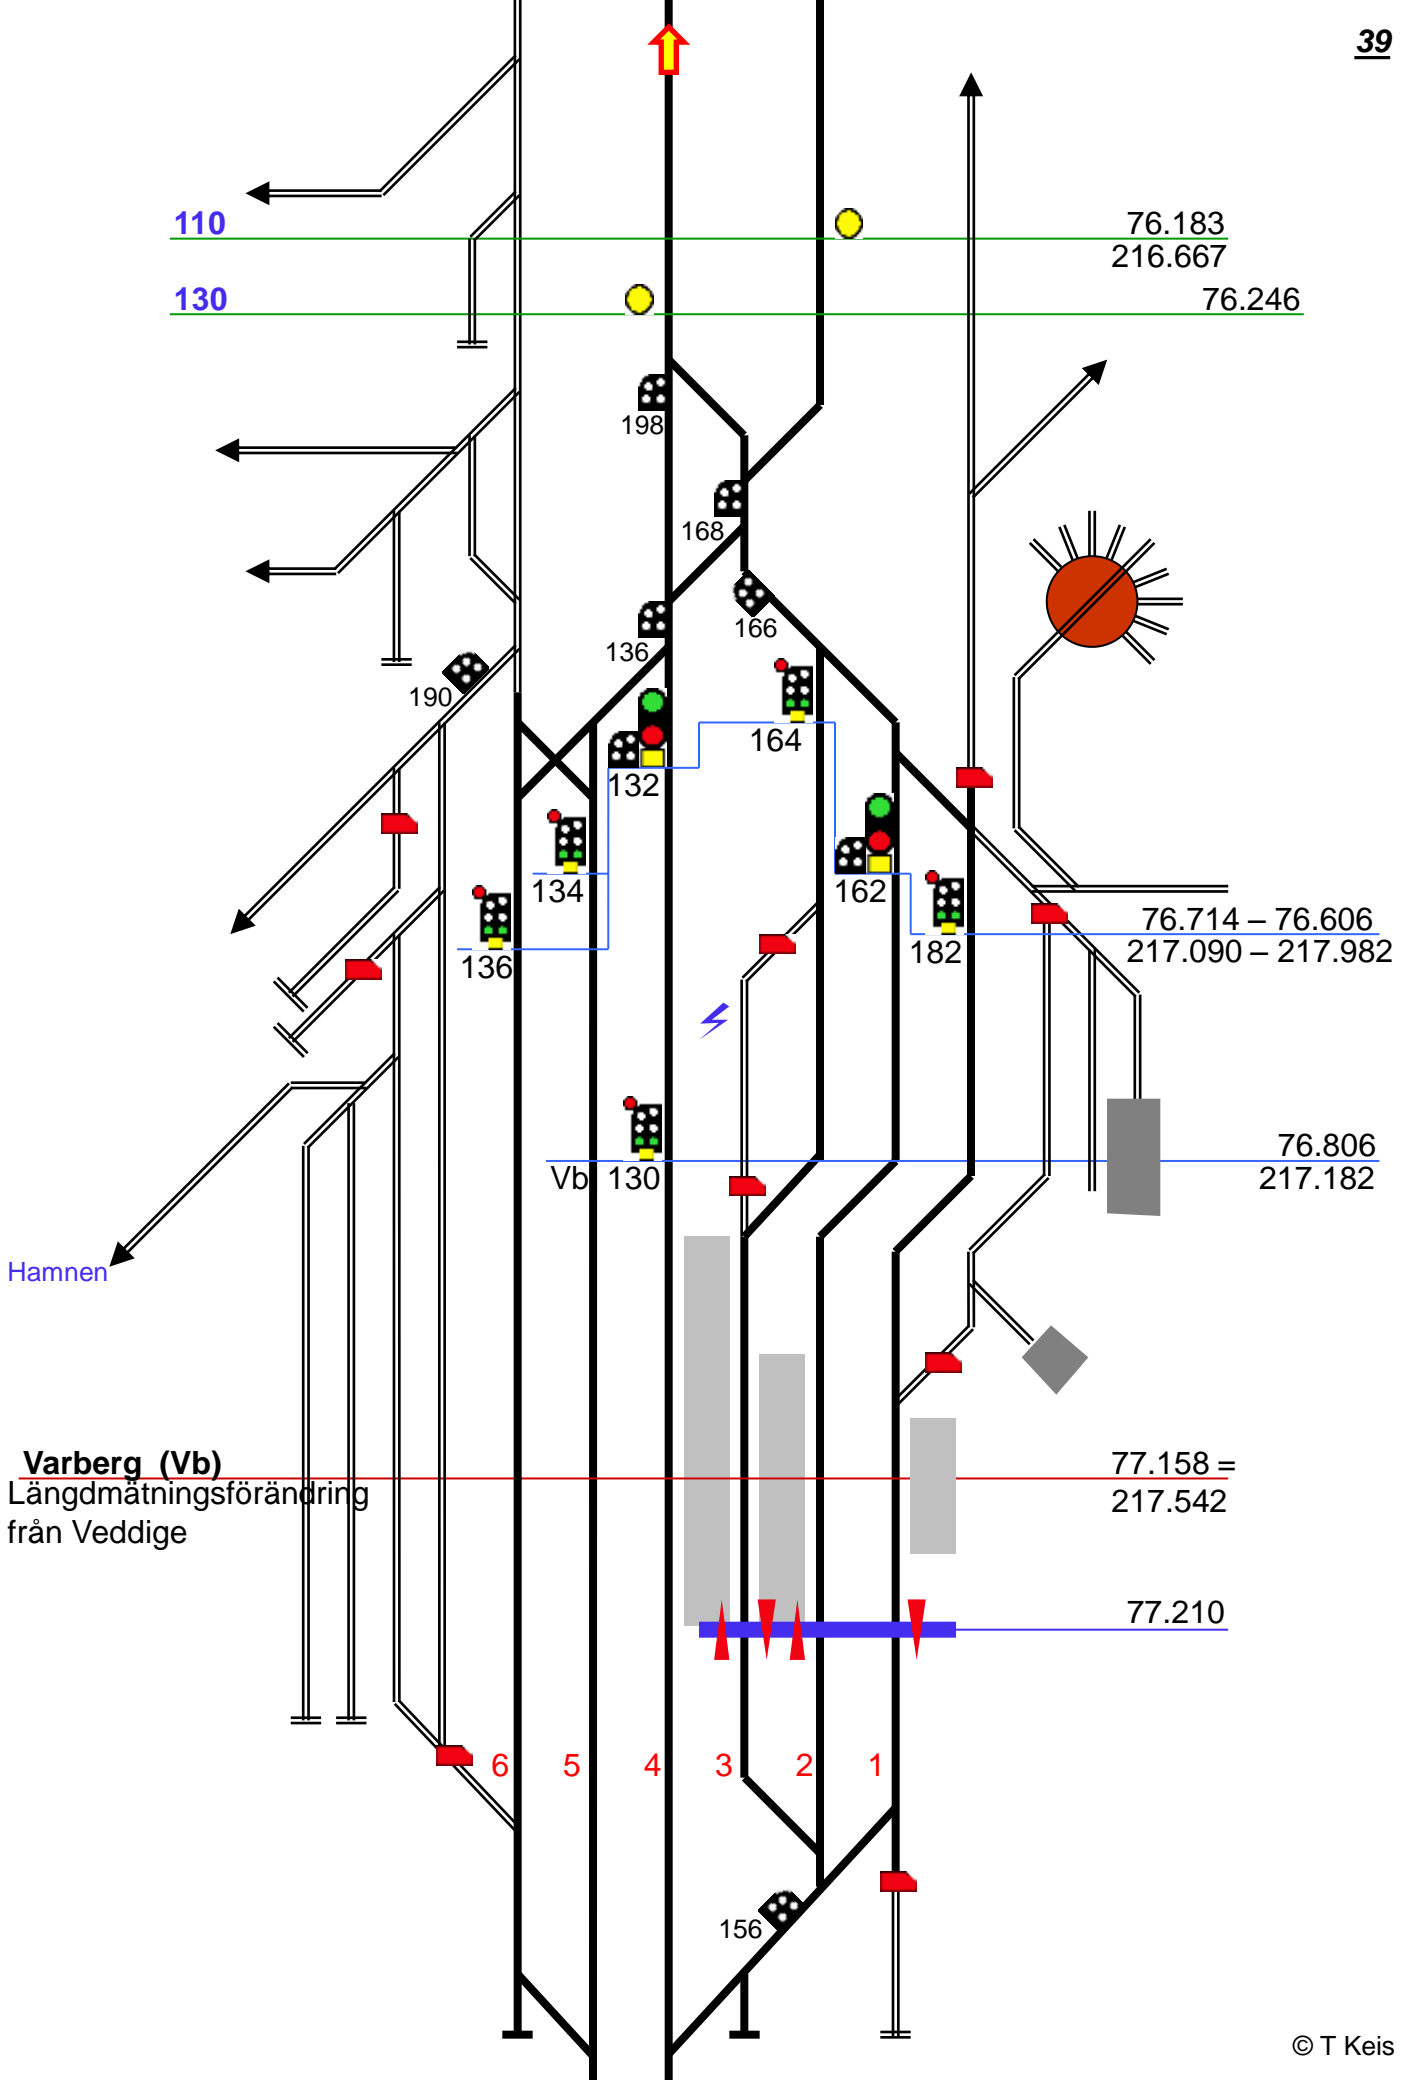 39
110
76.183
216.667
130
76.246
198
168
136
166
190
164
132
134
162
136
182
76.714 – 76.606
217.090 – 217.982
76.806
Vb 130
217.182
Hamnen
Varberg (Vb)
77.158 =
Längdmätningsförändring
217.542
från Veddige
77.210
6 5 4 3 2 1
156
© T Keis